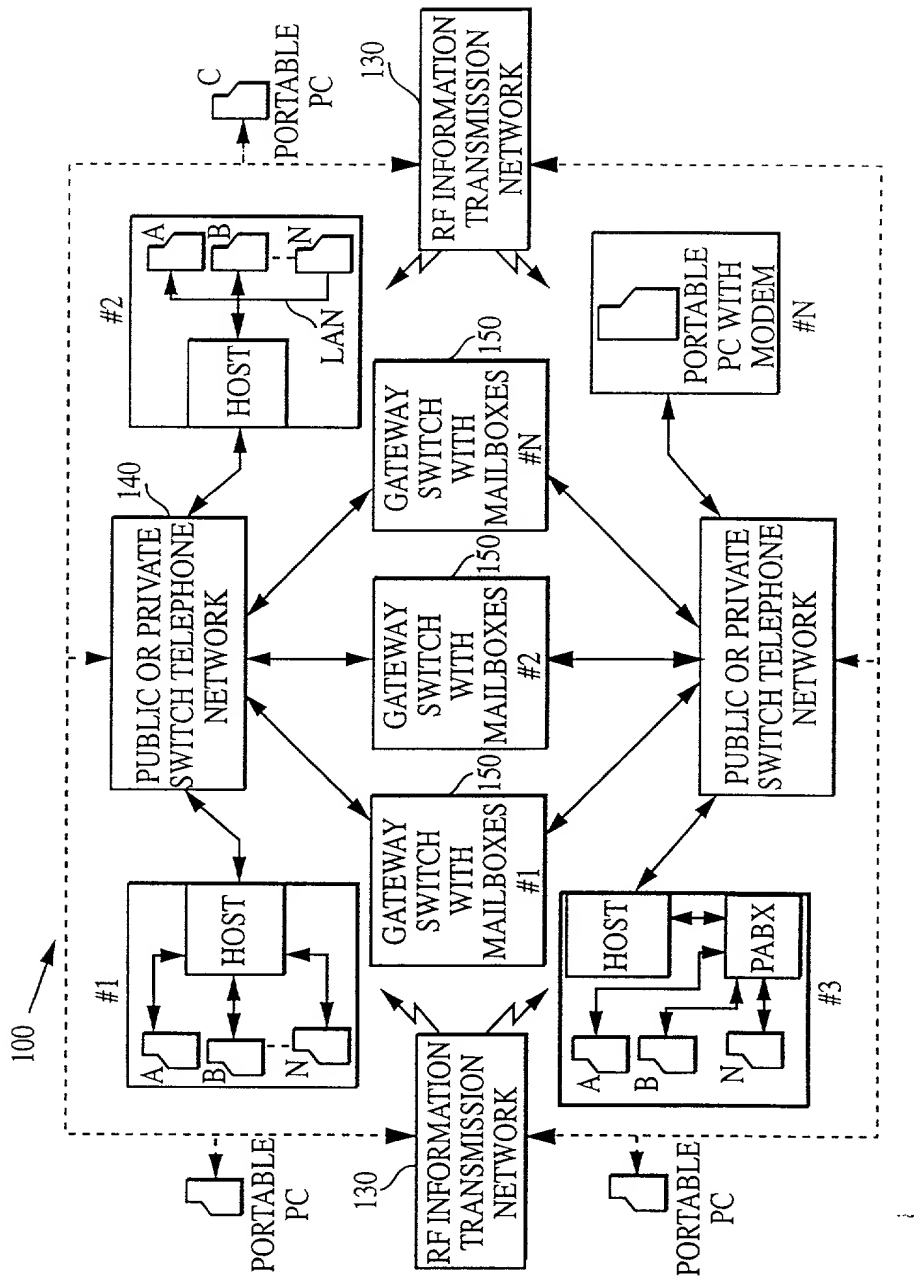 100
#1
A
B
N
HOST
PORTABLE
PC
140
PUBLIC OR PRIVATE
SWITCH TELEPHONE
NETWORK
#2
HOST
A
B
N
LAN
C
PORTABLE
PC
130
RF INFORMATION
TRANSMISSION
NETWORK
150
GATEWAY
SWITCH
WITH
MAILBOXES
#1
150
GATEWAY
SWITCH
WITH
MAILBOXES
#2
150
GATEWAY
SWITCH
WITH
MAILBOXES
#N
130
RF INFORMATION
TRANSMISSION
NETWORK
PORTABLE
PC
A
B
N
HOST
PABX
#3
PUBLIC OR PRIVATE
SWITCH TELEPHONE
NETWORK
PORTABLE
PC WITH
MODEM
#N